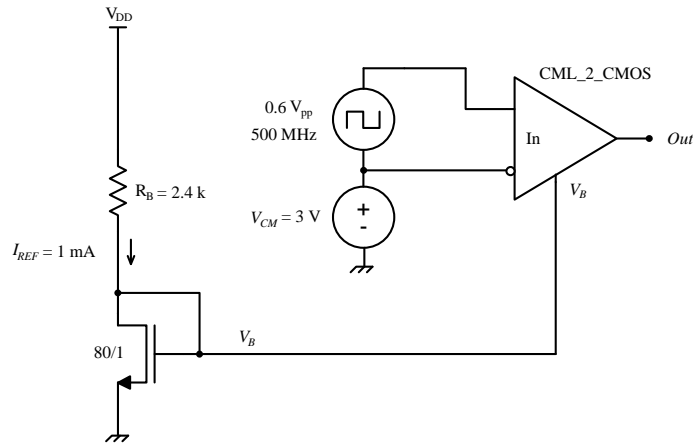 V_DD
CML_2_CMOS
0.6 V_pp
500 MHz
In
Out
R_B = 2.4 k
V_B
V_CM = 3 V
+
-
I_REF = 1 mA
V_B
80/1